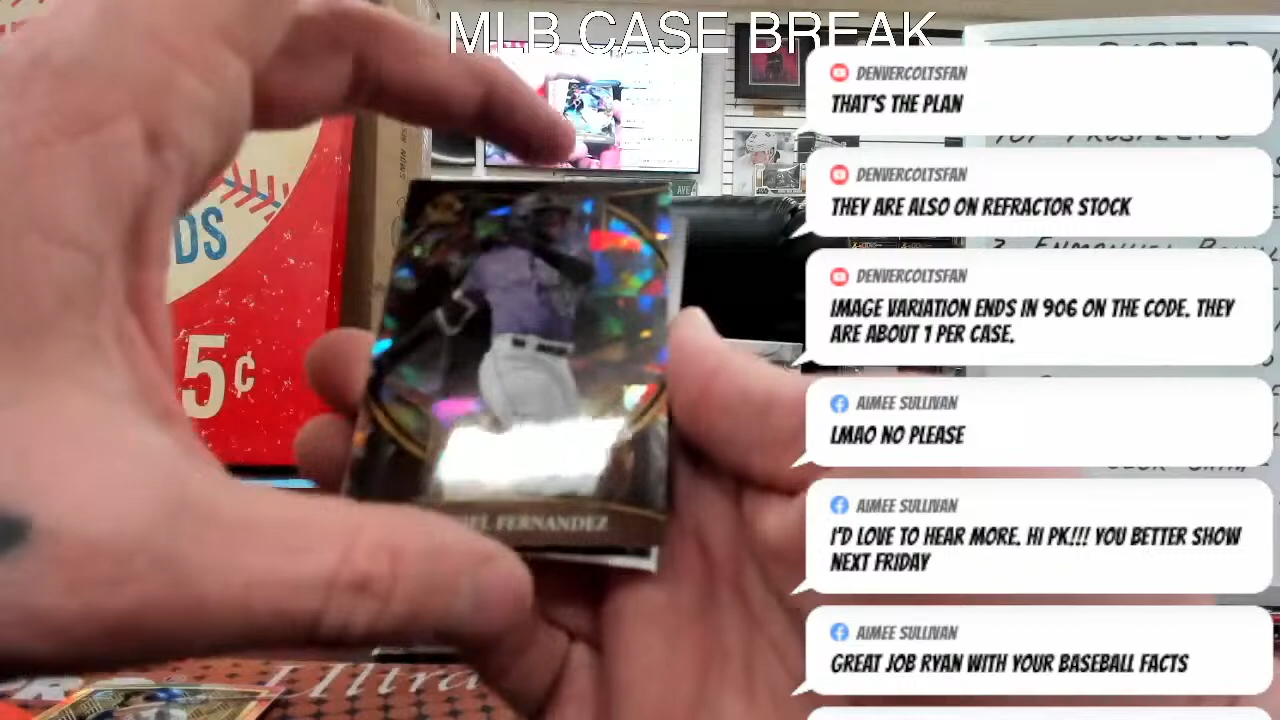 MLB CASE BREAK
DENVERCOLTSFAN
THAT'S THE PLAN
DENVERCOLTSFAN
THEY ARE ALSO ON REFRACTOR STOCK
DENVERCOLTSFAN
IMAGE VARIATION ENDS IN 906 ON THE CODE. THEY
ARE ABOUT 1 PER CASE.
AIMEE SULLIVAN
LMAO NO PLEASE
AIMEE SULLIVAN
I'D LOVE TO HEAR MORE. HI PK!!! YOU BETTER SHOW
NEXT FRIDAY
AIMEE SULLIVAN
GREAT JOB RYAN WITH YOUR BASEBALL FACTS
AVE
DS
5¢
FERNANDEZ
Ultra